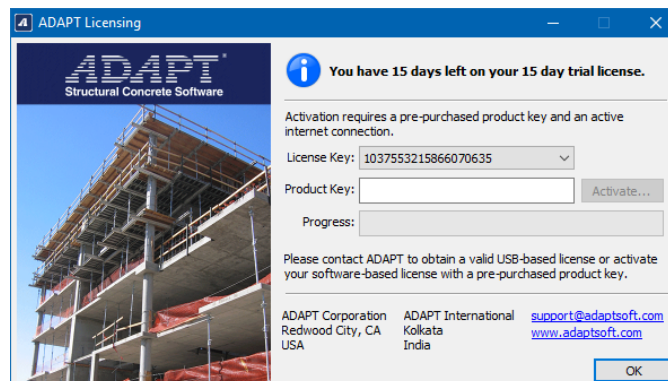 ADAPT Licensing
ADAPT
Structural Concrete Software
You have 15 days left on your 15 day trial license.
Activation requires a pre-purchased product key and an active
internet connection.
License Key: 1037553215866070635
Product Key: Activate...
Progress:
Please contact ADAPT to obtain a valid USB-based license or activate
your software-based license with a pre-purchased product key.
ADAPT Corporation ADAPT International support@adaptsoft.com
Redwood City, CA Kolkata www.adaptsoft.com
USA India
OK